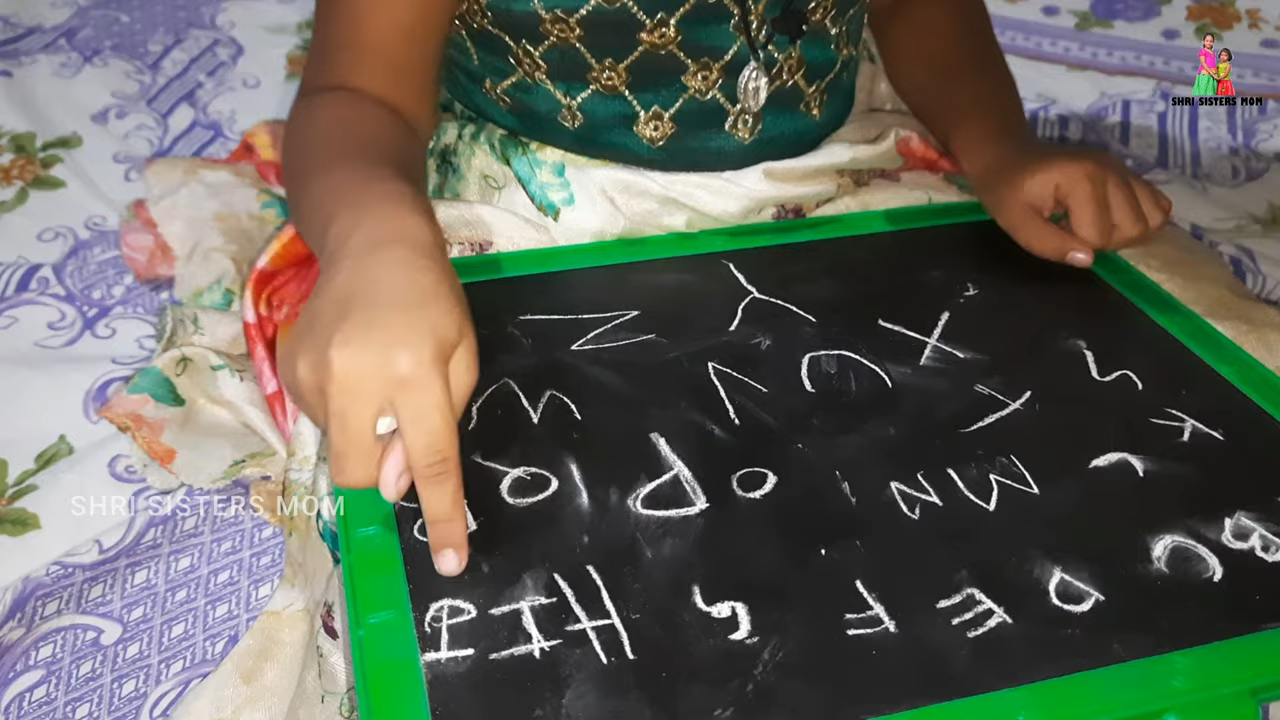 B C D E F G H I J
K L M N O P Q
S T U V W
X Y Z
SHRI SISTERS MOM
SHRI SISTERS MOM